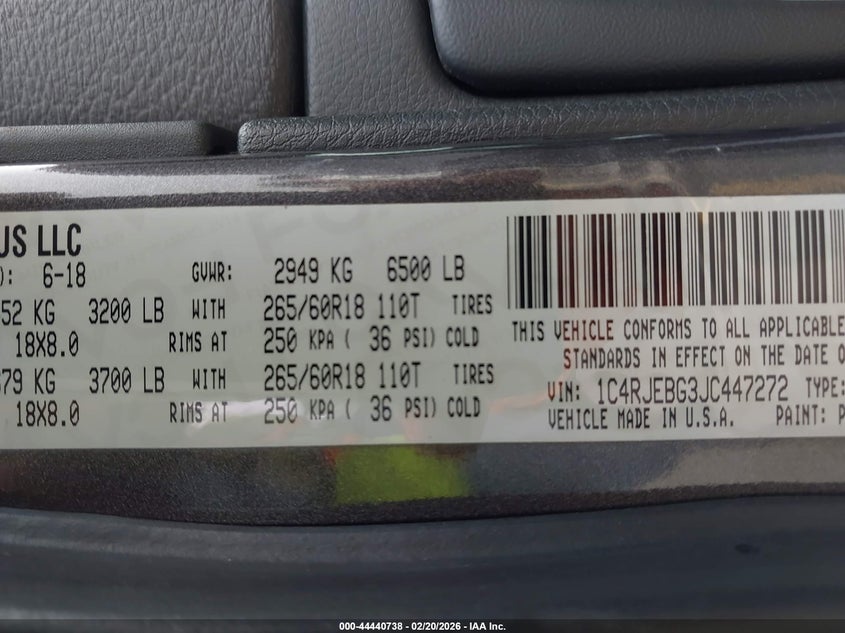 US LLC
): 6-18 GVWR: 2949 KG 6500 LB
52 KG 3200 LB WITH 265/60R18 110T TIRES
18X8.0 RIMS AT 250 KPA ( 36 PSI) COLD
79 KG 3700 LB WITH 265/60R18 110T TIRES
18X8.0 RIMS AT 250 KPA ( 36 PSI) COLD
THIS VEHICLE CONFORMS TO ALL APPLICABLE
STANDARDS IN EFFECT ON THE DATE O
VIN: 1C4RJEBG3JC447272 TYPE:
VEHICLE MADE IN U.S.A. PAINT: P
000-44440738 - 02/20/2026 - IAA Inc.